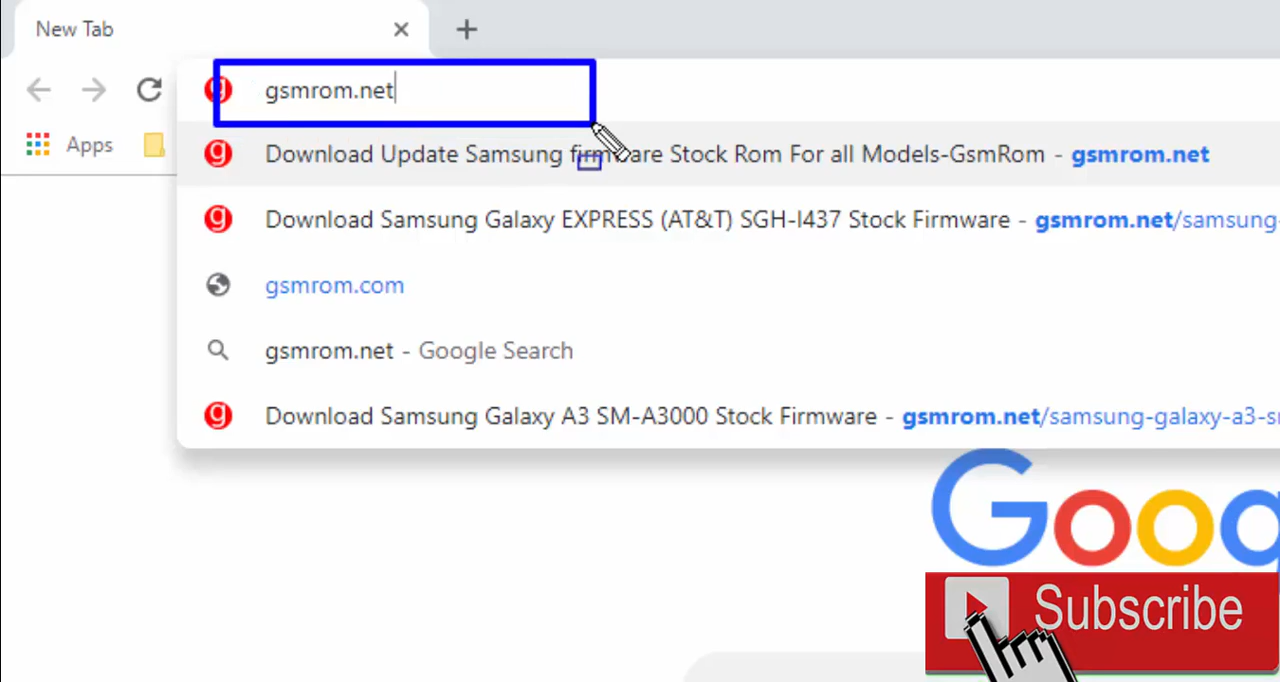 New Tab
gsmrom.net
Apps
Download Update Samsung firmware Stock Rom For all Models-GsmRom - gsmrom.net
Download Samsung Galaxy EXPRESS (AT&T) SGH-I437 Stock Firmware - gsmrom.net/samsung-
gsmrom.com
gsmrom.net - Google Search
Download Samsung Galaxy A3 SM-A3000 Stock Firmware - gsmrom.net/samsung-galaxy-a3-s
Goog
Subscribe